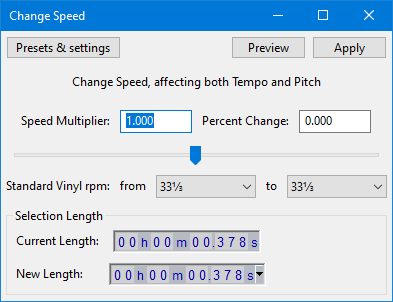 Change Speed
Presets & settings Preview Apply
Change Speed, affecting both Tempo and Pitch
Speed Multiplier: 1.000 Percent Change: 0.000
Standard Vinyl rpm: from 33⅓ to 33⅓
Selection Length
Current Length: 00h00m00.378s
New Length: 00h00m00.378s